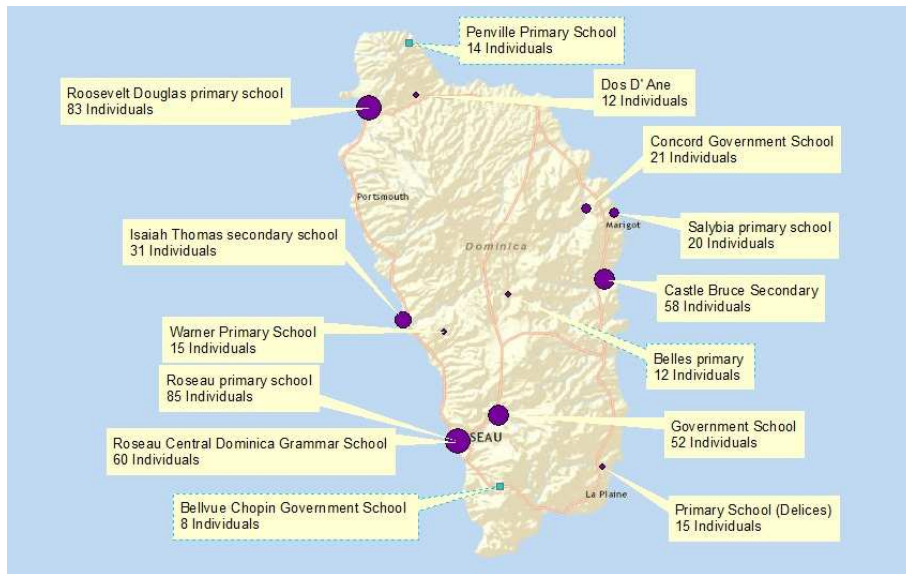 Penville Primary School
14 Individuals
Roosevelt Douglas primary school
83 Individuals
Dos D' Ane
12 Individuals
Concord Government School
21 Individuals
Portsmouth
Salybia primary school
20 Individuals
Marigot
Isaiah Thomas secondary school
31 Individuals
Dominica
Castle Bruce Secondary
58 Individuals
Warner Primary School
15 Individuals
Belles primary
12 Individuals
Roseau primary school
85 Individuals
Government School
52 Individuals
Roseau Central Dominica Grammar School
60 Individuals
SEAU
Bellvue Chopin Government School
8 Individuals
La Plaine
Primary School (Delices)
15 Individuals